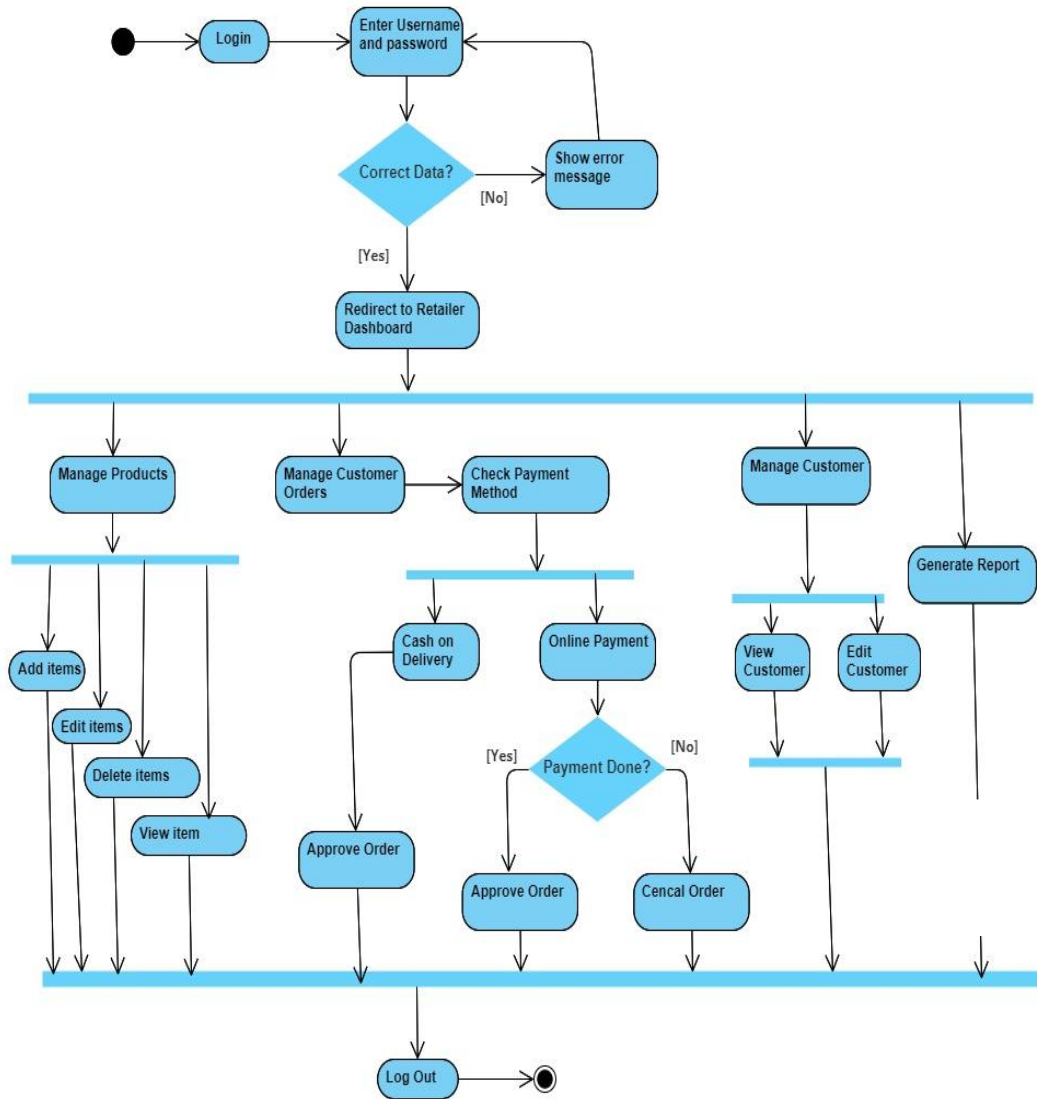 Login
Enter Username
and password
Correct Data?
[No]
Show error
message
[Yes]
Redirect to Retailer
Dashboard
Manage Products
Manage Customer
Orders
Check Payment
Method
Manage Customer
Generate Report
Add items
Edit items
Delete items
View item
Cash on
Delivery
Online Payment
View
Customer
Edit
Customer
[Yes]
Payment Done?
[No]
Approve Order
Approve Order
Cencal Order
Log Out